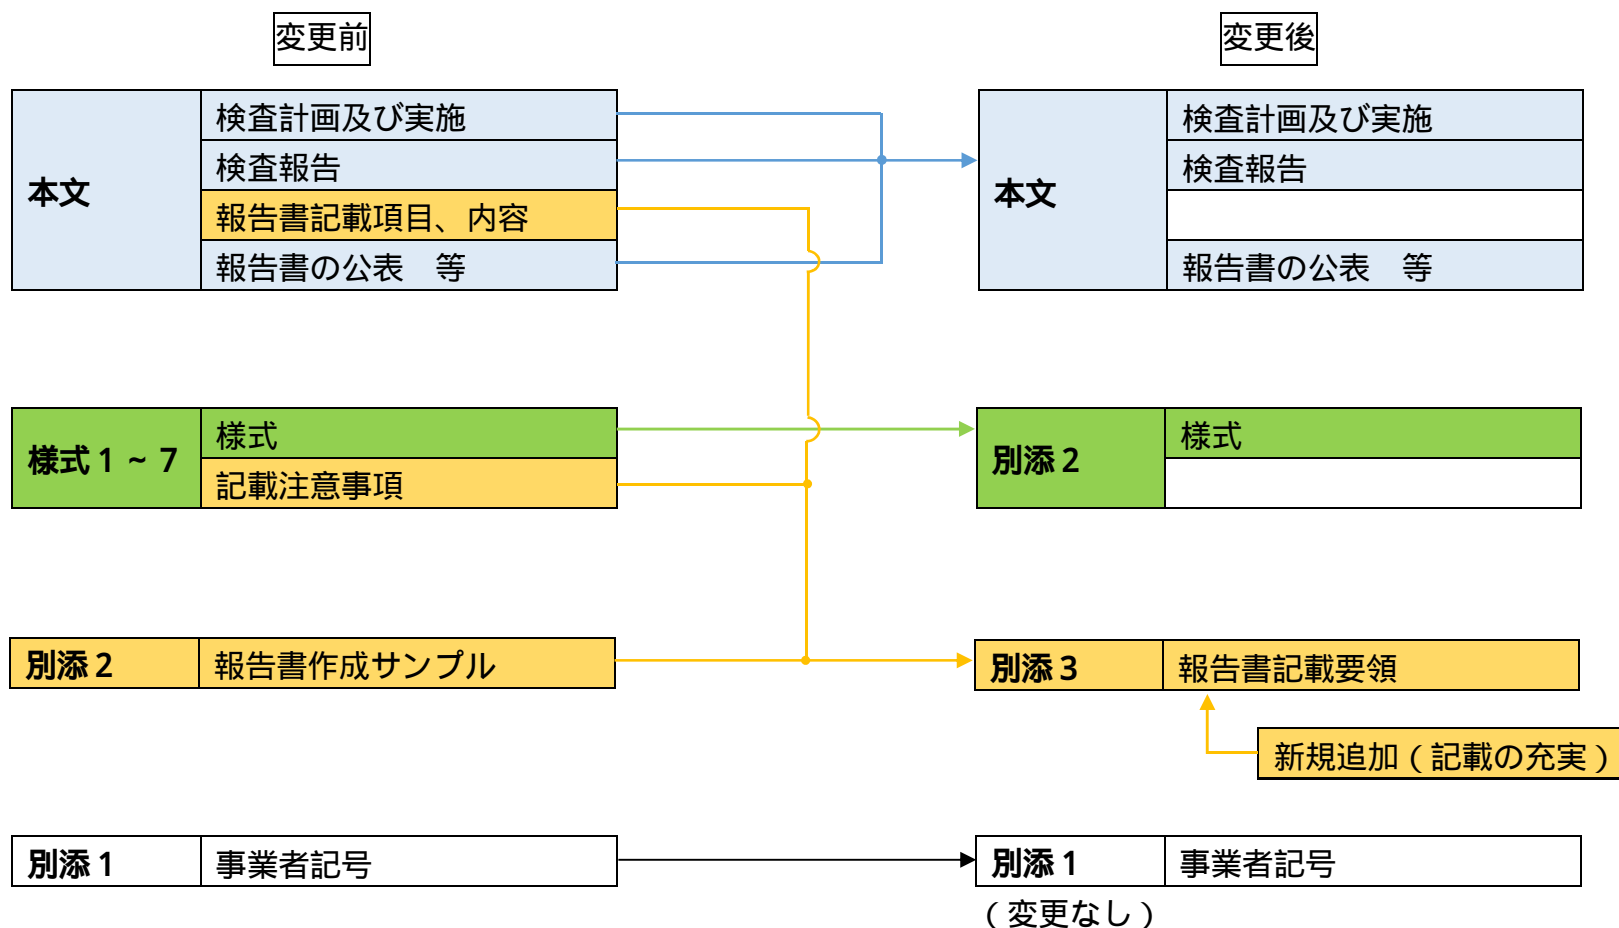 変更前
変更後
本文
検査計画及び実施
検査報告
報告書記載項目、内容
報告書の公表　等
本文
検査計画及び実施
検査報告
報告書の公表　等
様式１～７
様式
記載注意事項
別添２
様式
別添２
報告書作成サンプル
別添３
報告書記載要領
新規追加（記載の充実）
別添１
事業者記号
別添１
事業者記号
（変更なし）